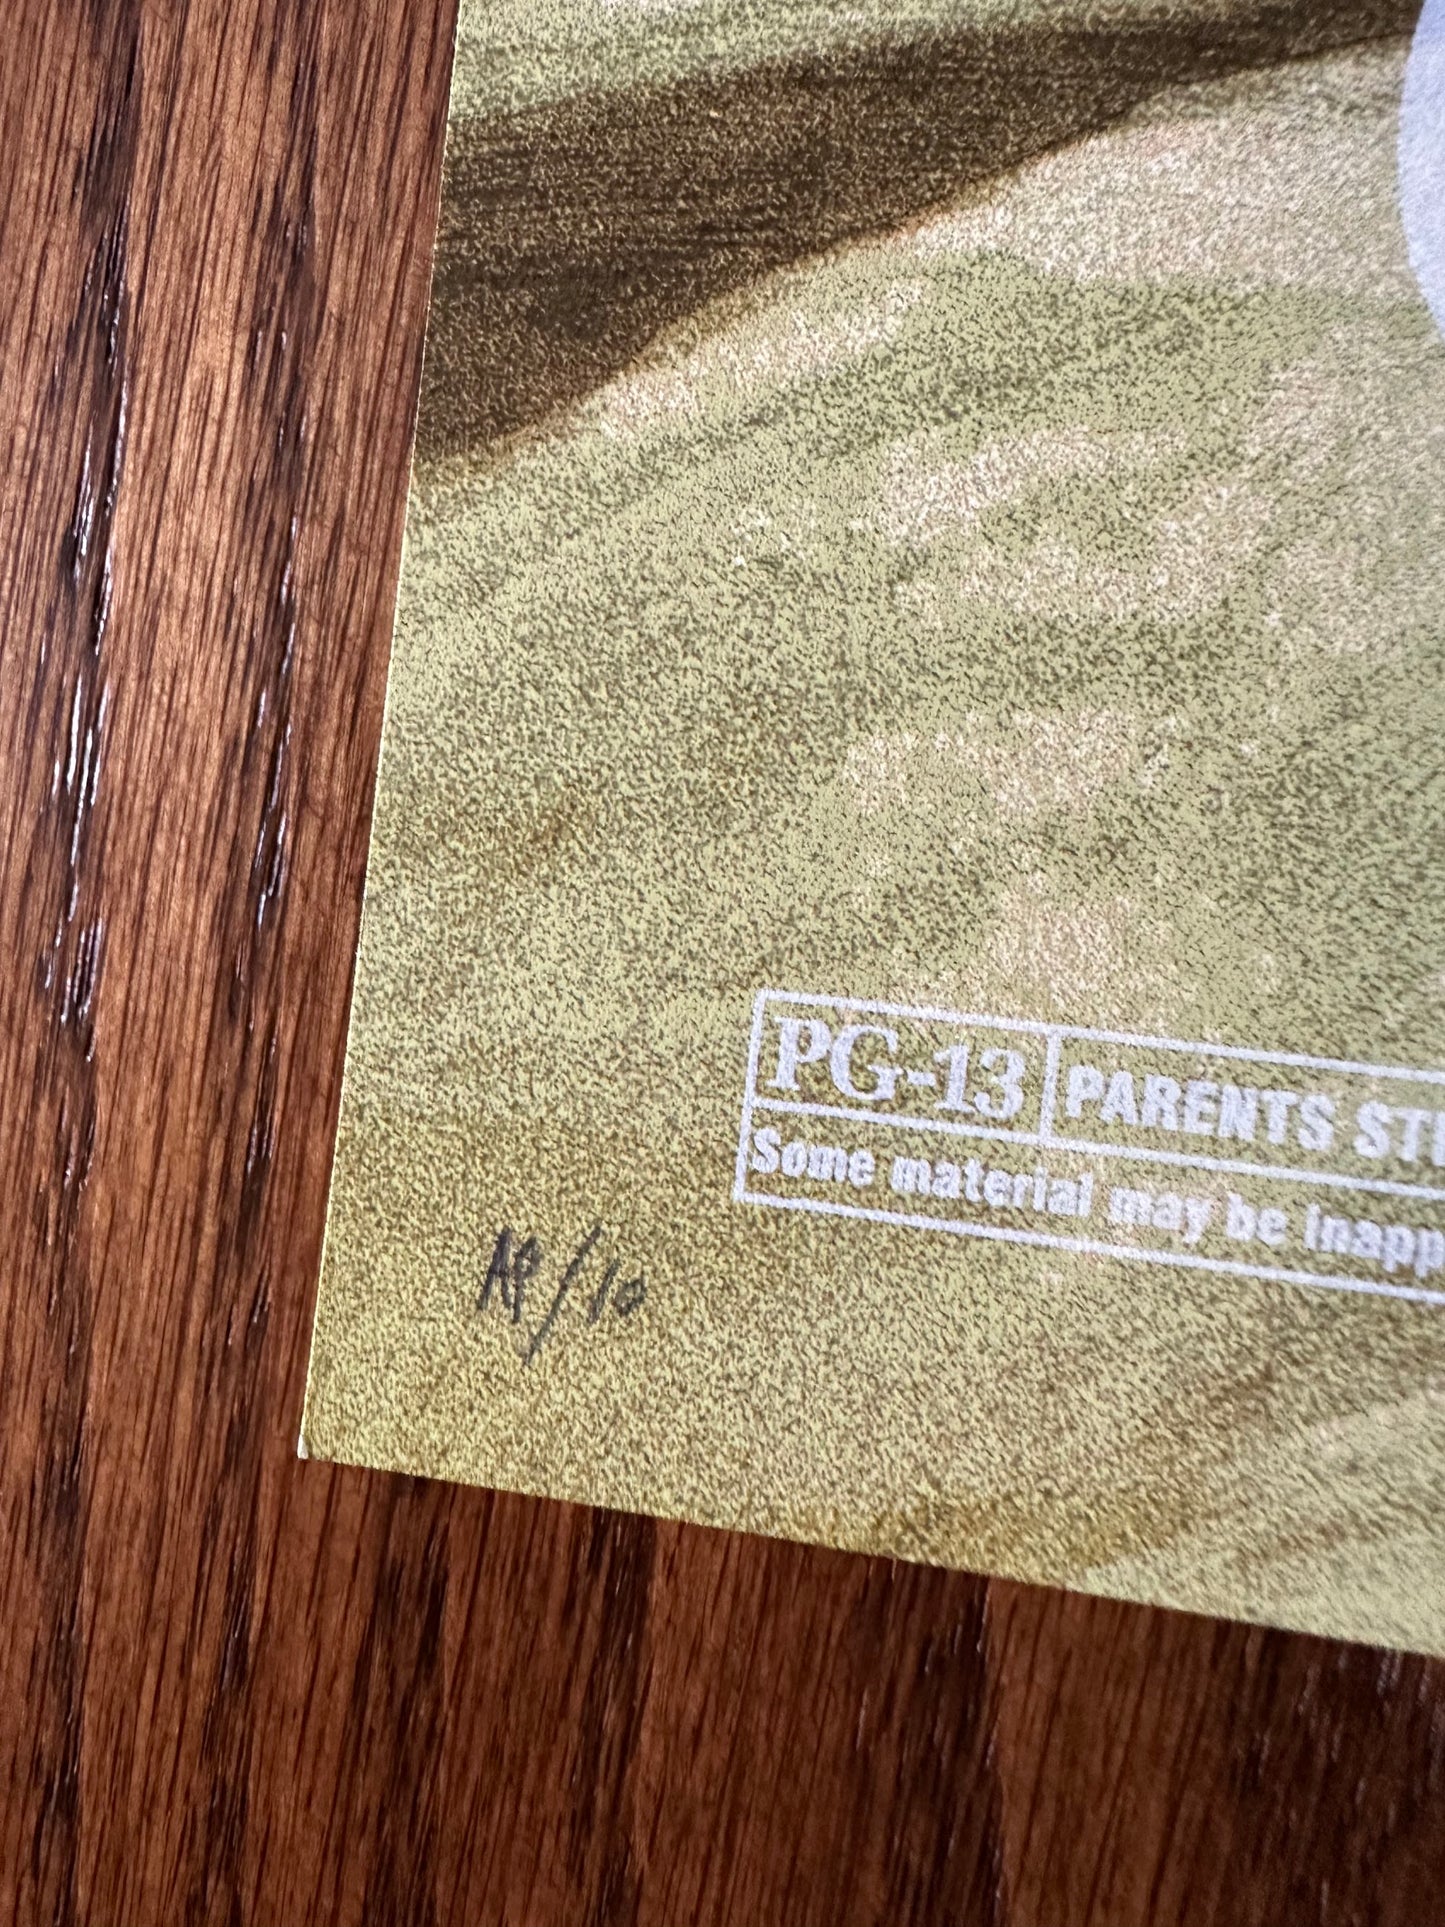 PG-13 PARENTS
Some material may be
AP/10